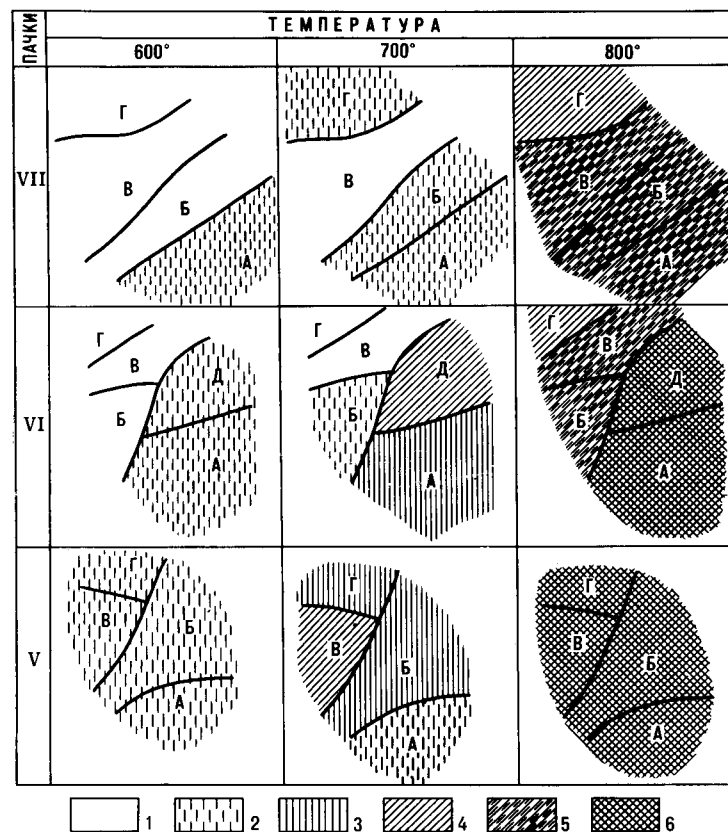 ПАЧКИ
ТЕМПЕРАТУРА
600° 700° 800°
VII
Г
В
Б
А
Г
В
Б
А
Г
В
Б
А
VI
Г
В
Д
Б
А
Г
В
Д
Б
А
Г
В
Д
Б
А
V
Г
В
Б
А
Г
В
Б
А
Г
В
Б
А
1 2 3 4 5 6